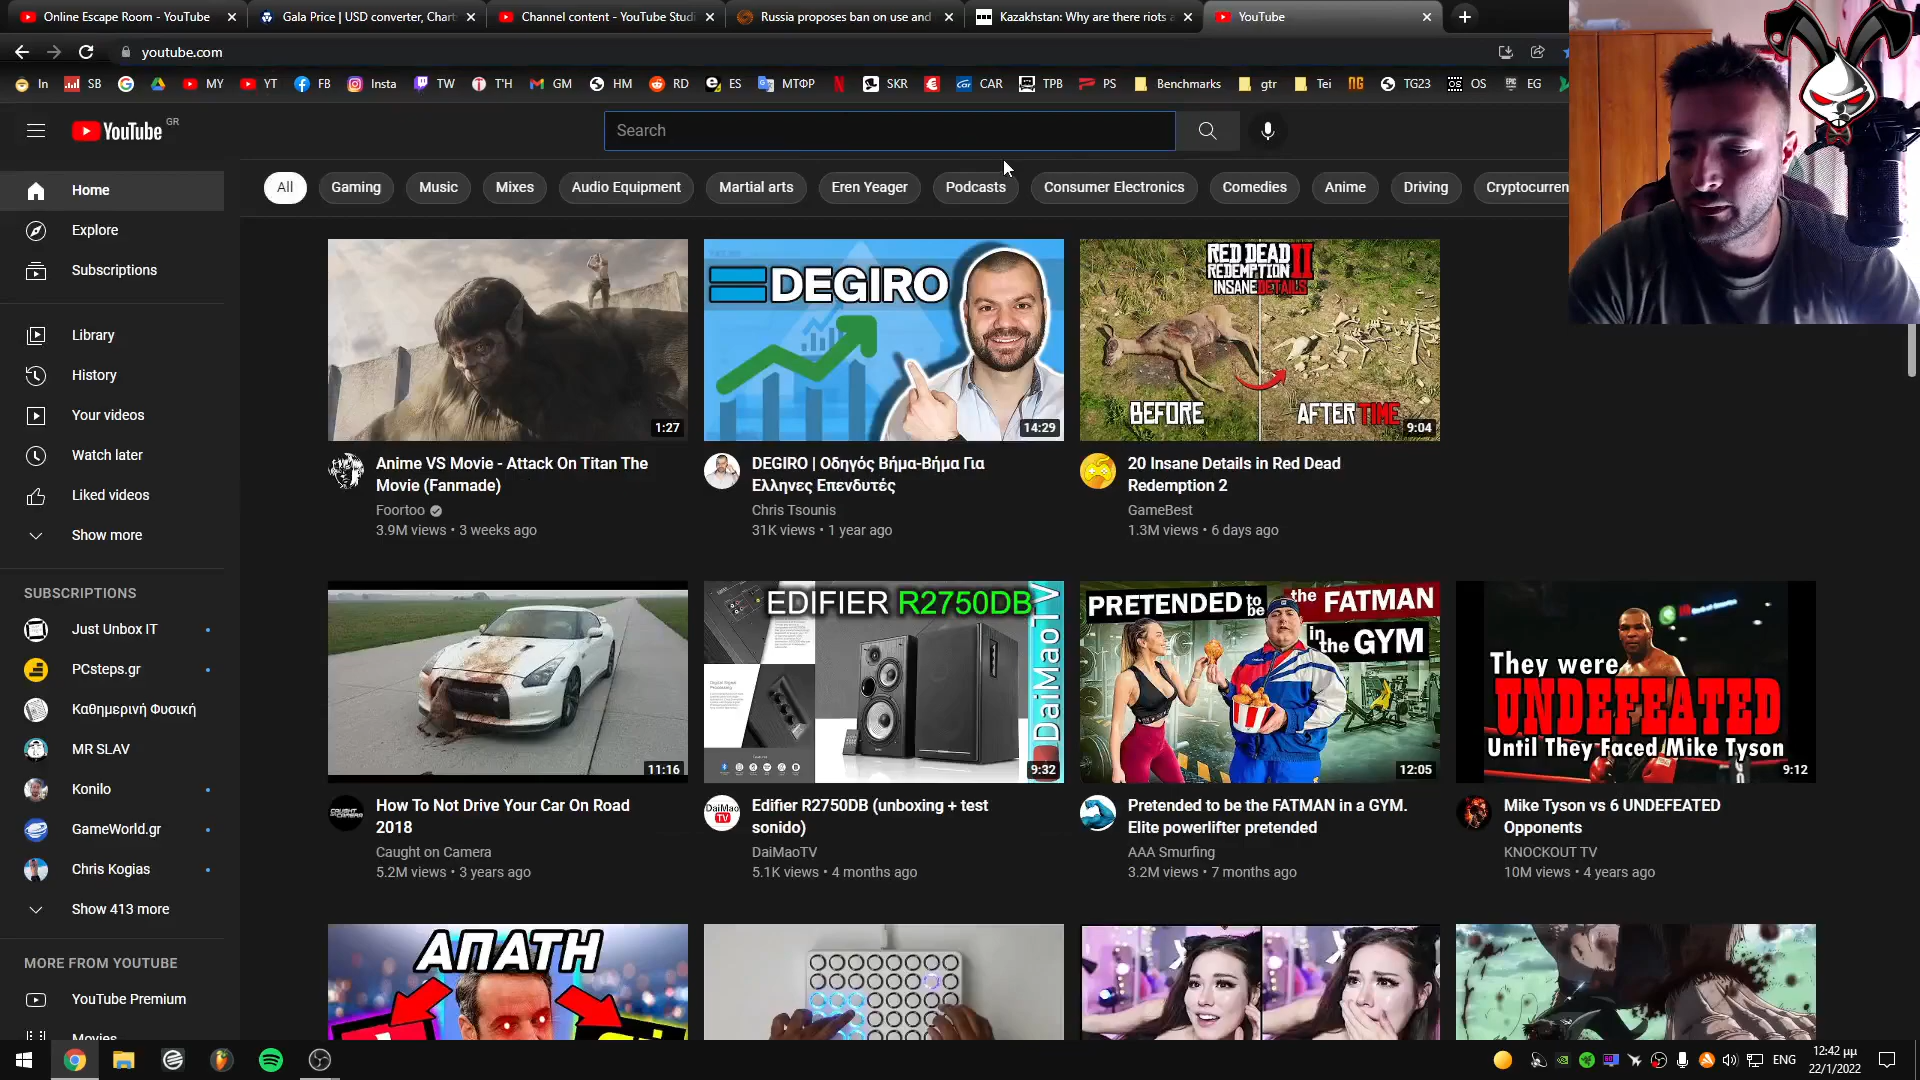 Online Escape Room - YouTube
Gala Price | USD converter, Chart
Channel content - YouTube Studi
Russia proposes ban on use and
Kazakhstan: Why are there riots a
YouTube
youtube.com
In SB MY YT FB Insta TW T'H GM HM RD ES ΜΤΦΡ SKR CAR TPB PS Benchmarks gtr Tei NG TG23 OS EG
YouTube GR
Search
All Gaming Music Mixes Audio Equipment Martial arts Eren Yeager Podcasts Consumer Electronics Comedies Anime Driving Cryptocurren
Home
Explore
Subscriptions
Library
History
Your videos
Watch later
Liked videos
Show more
SUBSCRIPTIONS
Just Unbox IT
PCsteps.gr
Καθημερινή Φυσική
MR SLAV
Konilo
GameWorld.gr
Chris Kogias
Show 413 more
MORE FROM YOUTUBE
YouTube Premium
Movies
1:27
Anime VS Movie - Attack On Titan The
Movie (Fanmade)
Foortoo
3.9M views • 3 weeks ago
DEGIRO
14:29
DEGIRO | Οδηγός Βήμα-Βήμα Για
Ελληνες Επενδυτές
Chris Tsounis
31K views • 1 year ago
RED DEAD
REDEMPTION II
INSANE DETAILS
BEFORE
AFTER TIME
9:04
20 Insane Details in Red Dead
Redemption 2
GameBest
1.3M views • 6 days ago
11:16
CAUGHT ON CAMERA
How To Not Drive Your Car On Road
2018
Caught on Camera
5.2M views • 3 years ago
EDIFIER R2750DB
DaiMaoTV
9:32
DaiMao
TV
Edifier R2750DB (unboxing + test
sonido)
DaiMaoTV
5.1K views • 4 months ago
PRETENDED to be the FATMAN
in the GYM
12:05
Pretended to be the FATMAN in a GYM.
Elite powerlifter pretended
AAA Smurfing
3.2M views • 7 months ago
They were
UNDEFEATED
Until They Faced Mike Tyson
9:12
Mike Tyson vs 6 UNDEFEATED
Opponents
KNOCKOUT TV
10M views • 4 years ago
ΑΠΑΤΗ
ENG
12:42 μμ
22/1/2022